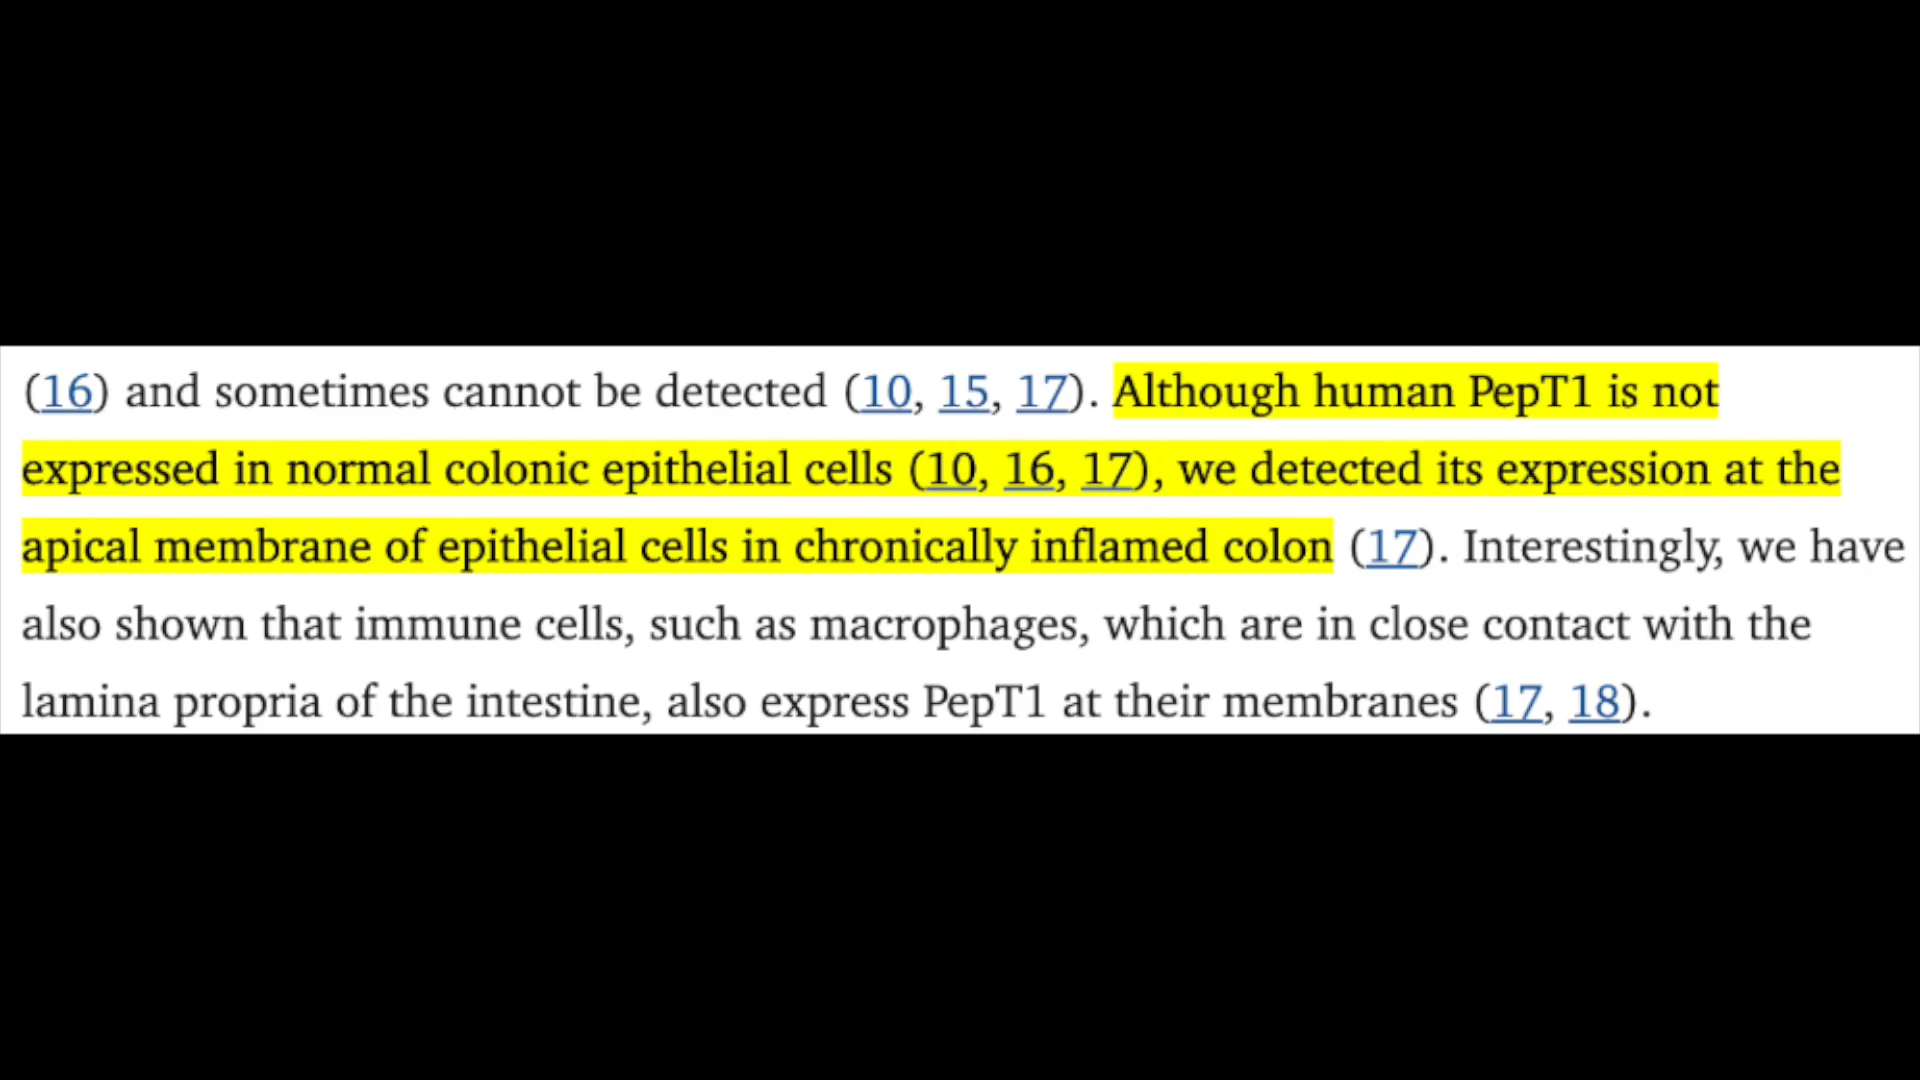 (16) and sometimes cannot be detected (10, 15, 17). Although human PepT1 is not
expressed in normal colonic epithelial cells (10, 16, 17), we detected its expression at the
apical membrane of epithelial cells in chronically inflamed colon (17). Interestingly, we have
also shown that immune cells, such as macrophages, which are in close contact with the
lamina propria of the intestine, also express PepT1 at their membranes (17, 18).